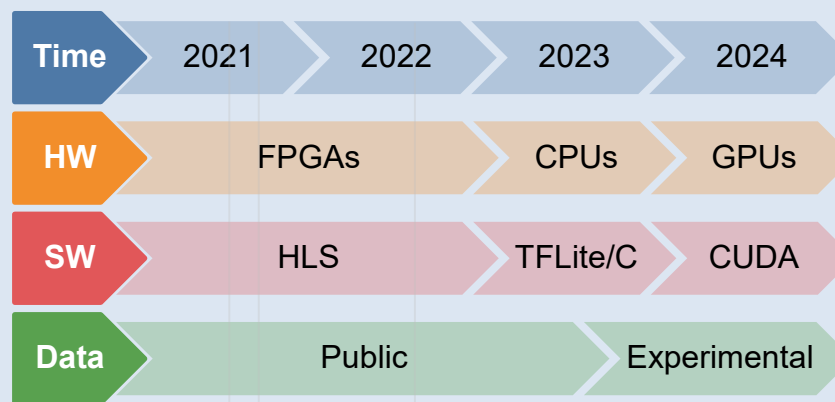 Time 2021 2022 2023 2024
HW FPGAs CPUs GPUs
SW HLS TFLite/C CUDA
Data Public Experimental